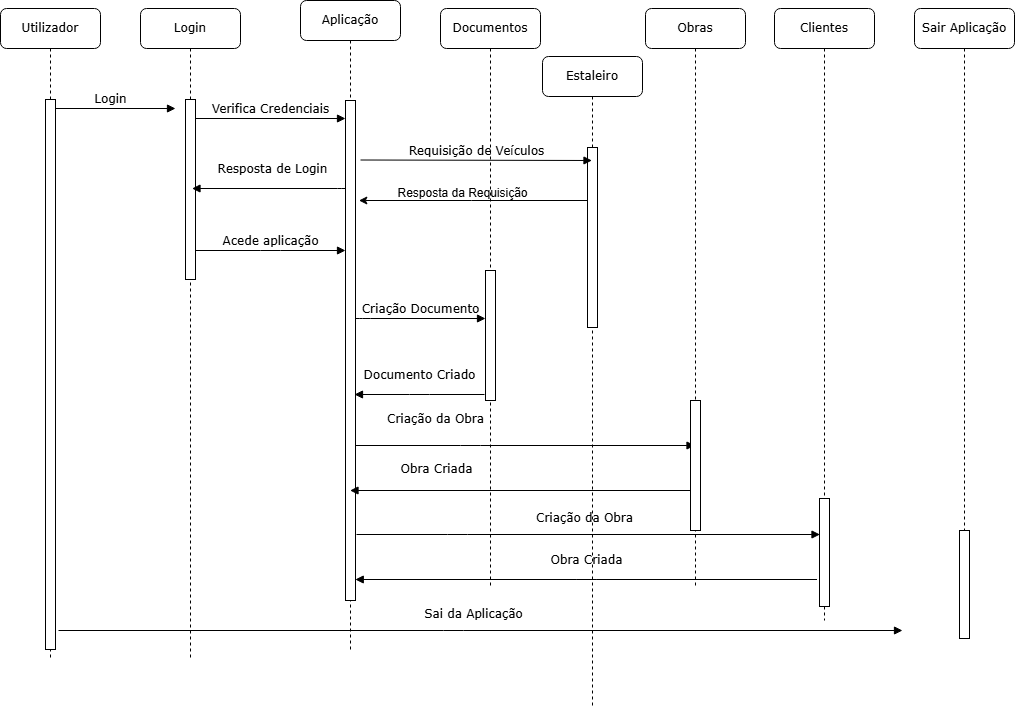 Utilizador
Login
Aplicação
Documentos
Obras
Clientes
Sair Aplicação
Estaleiro
Login
Verifica Credenciais
Requisição de Veículos
Resposta de Login
Resposta da Requisição
Acede aplicação
Criação Documento
Documento Criado
Criação da Obra
Obra Criada
Criação da Obra
Obra Criada
Sai da Aplicação